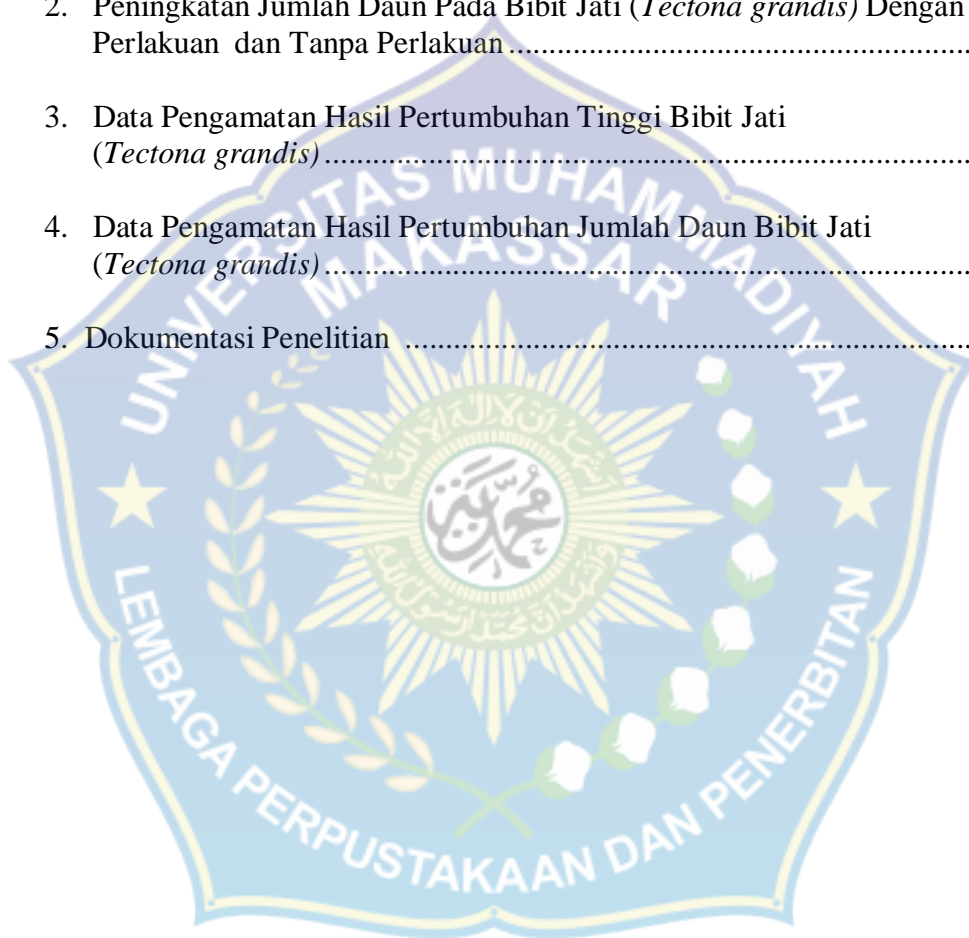 2. Peningkatan Jumlah Daun Pada Bibit Jati (Tectona grandis) Dengan
Perlakuan dan Tanpa Perlakuan ........................................................
3. Data Pengamatan Hasil Pertumbuhan Tinggi Bibit Jati
(Tectona grandis) ...............................................................................
4. Data Pengamatan Hasil Pertumbuhan Jumlah Daun Bibit Jati
(Tectona grandis) ...............................................................................
5. Dokumentasi Penelitian .....................................................................
UNIVERSITAS MUHAMMADIYAH
MAKASSAR
محمدية
LEMBAGA PERPUSTAKAAN DAN PENERBITAN